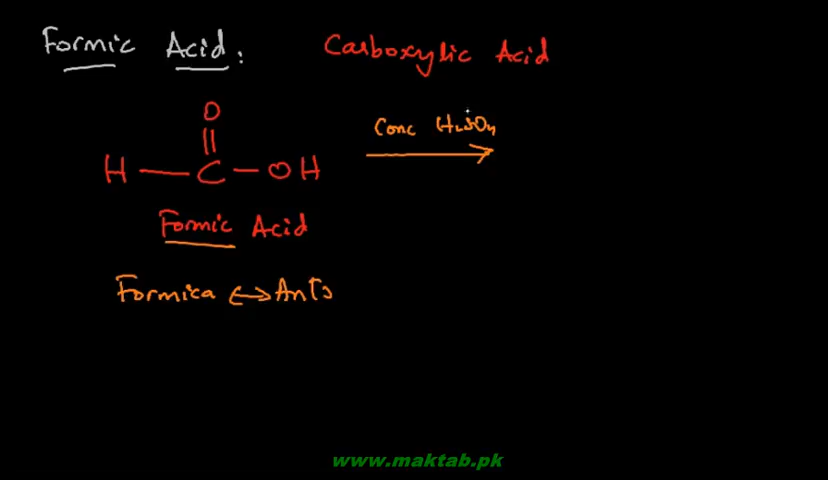 Formic Acid: Carboxylic Acid
O
||
H — C — OH
Conc H2SO4
Formic Acid
Formica ↔ Ants
www.maktab.pk